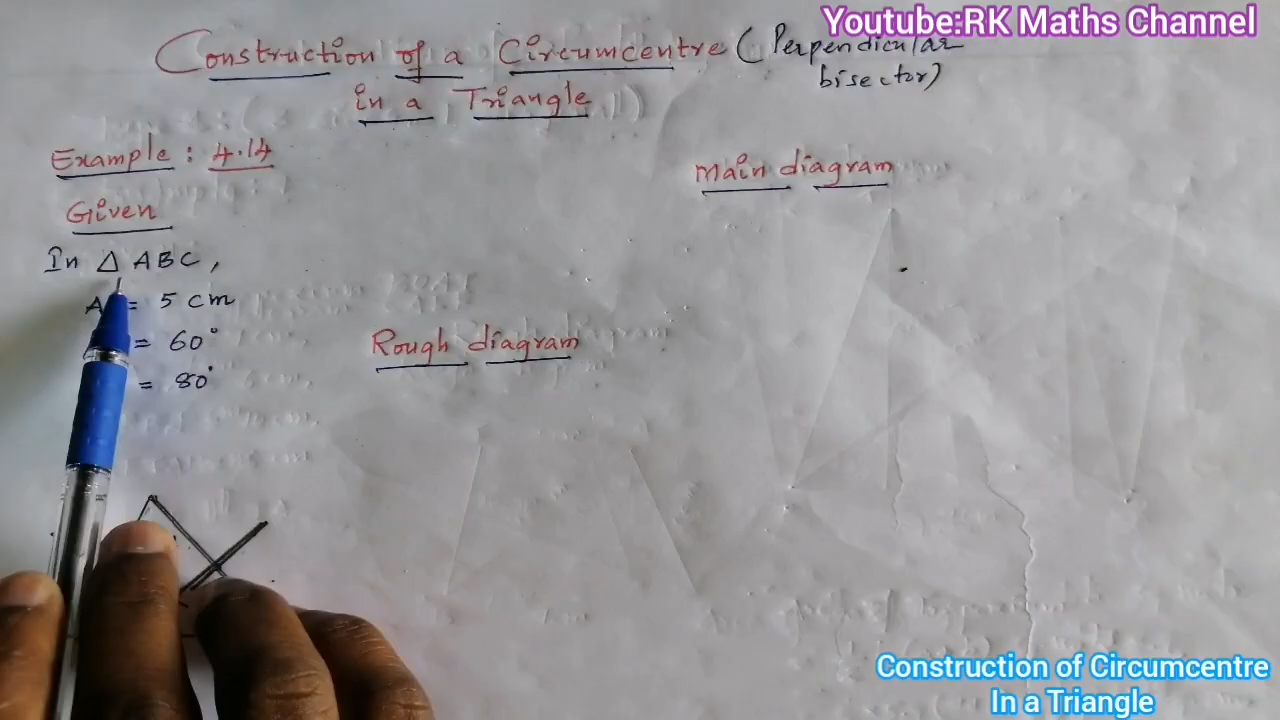 Youtube:RK Maths Channel
Construction of a Circumcentre (Perpendicular
bisector)
in a Triangle
Example : 4.14
Main diagram
Given
In △ ABC,
A = 5 cm
= 60°
Rough diagram
= 80°
Construction of Circumcentre
In a Triangle